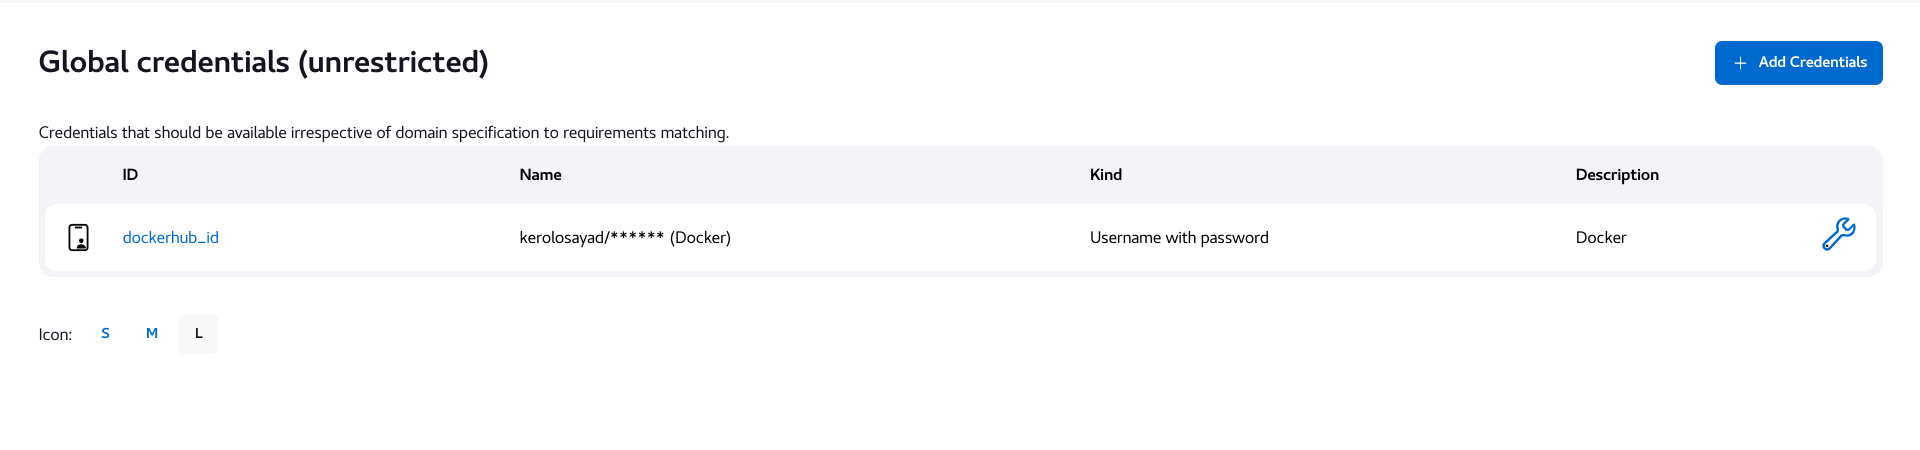 Global credentials (unrestricted)
+ Add Credentials
Credentials that should be available irrespective of domain specification to requirements matching.
ID Name Kind Description
dockerhub_id kerolosayad/****** (Docker) Username with password Docker
Icon: S M L